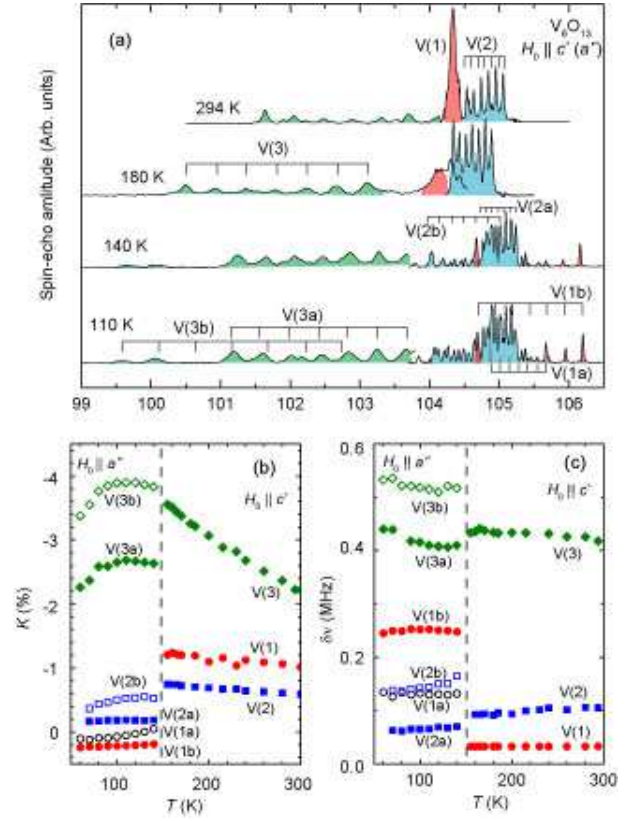 (a)
V₆O₁₃
H₀ || c* (a")
V(1)
V(2)
294 K
V(3)
180 K
V(2a)
V(2b)
140 K
V(1b)
V(3a)
110 K
V(3b)
V(1a)
Spin-echo amlitude (Arb. units)
99 100 101 102 103 104 105 106
H₀ || a"
(b)
H₀ || c*
V(3b)
V(3a)
V(3)
V(1)
V(2b)
V(2)
V(2a)
V(1a)
V(1b)
K (%)
-4
-3
-2
-1
0
100 200 300
T (K)
H₀ || a"
(c)
H₀ || c*
V(3b)
V(3a)
V(3)
V(1b)
V(2b)
V(1a)
V(2)
V(2a)
V(1)
δν (MHz)
0.6
0.4
0.2
0.0
100 200 300
T (K)